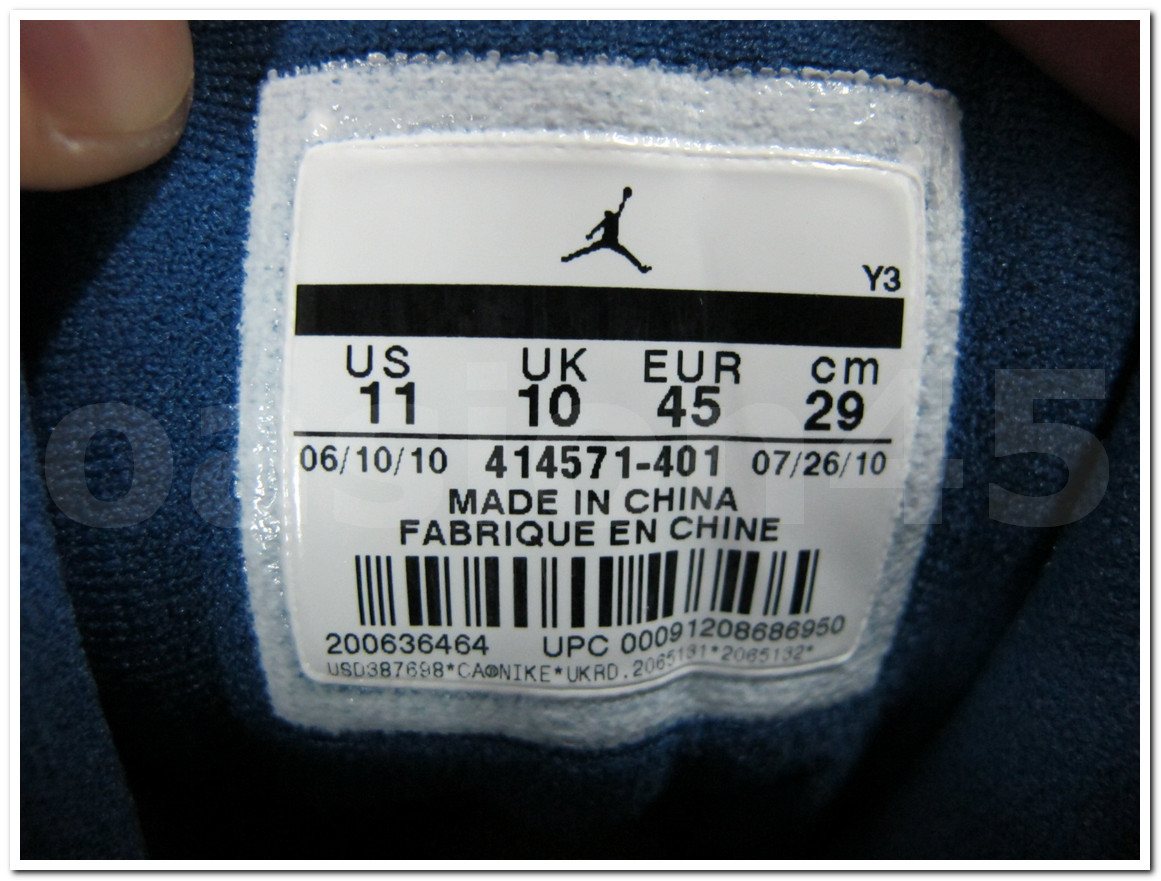 Y3
US UK EUR cm
11 10 45 29
06/10/10 414571-401 07/26/10
MADE IN CHINA
FABRIQUE EN CHINE
200636464 UPC 00091208686950
USD387698*CA@NIKE*UKRD.2065131*2065132*
oasion45